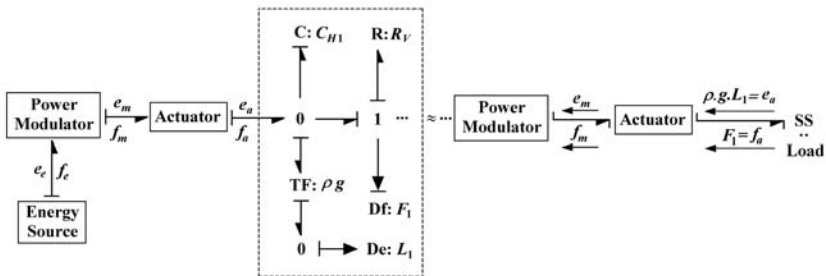 C: C_H1 R: R_V
Power Modulator
e_m
f_m
Actuator
e_a
f_a
0 1 ...
≈ ...
Power Modulator
e_m
f_m
Actuator
ρ.g.L_1=e_a
F_1=f_a
SS
..
Load
e_e f_e
TF: ρ g
Df: F_1
Energy Source
0 De: L_1